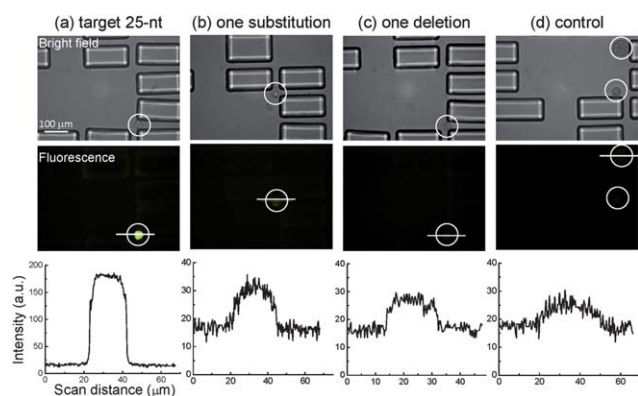 (a) target 25-nt (b) one substitution (c) one deletion (d) control
Bright field
100 μm
Fluorescence
Intensity (a.u.)
200
150
100
50
0
0 20 40 60
40
30
20
10
0
0 20 40 60
40
30
20
10
0
0 20 40
40
30
20
10
0
0 20 40 60
Scan distance (μm)